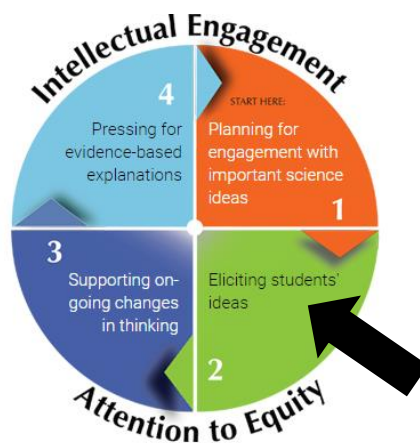 Intellectual Engagement
START HERE:
Planning for
engagement with
important science
ideas
1
Eliciting students'
ideas
2
3
Supporting on-
going changes
in thinking
4
Pressing for
evidence-based
explanations
Attention to Equity